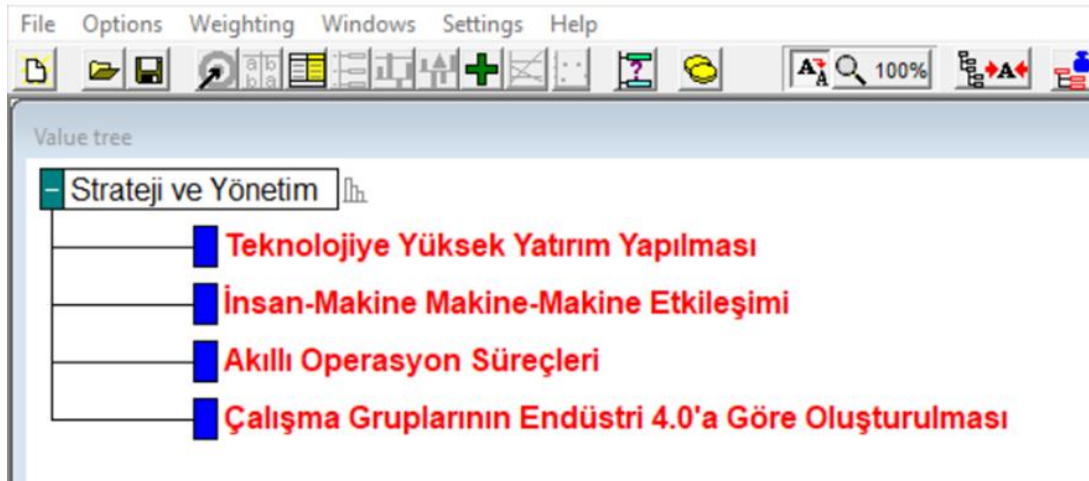 File Options Weighting Windows Settings Help
100%
Value tree
Strateji ve Yönetim
Teknolojiye Yüksek Yatırım Yapılması
İnsan-Makine Makine-Makine Etkileşimi
Akıllı Operasyon Süreçleri
Çalışma Gruplarının Endüstri 4.0'a Göre Oluşturulması